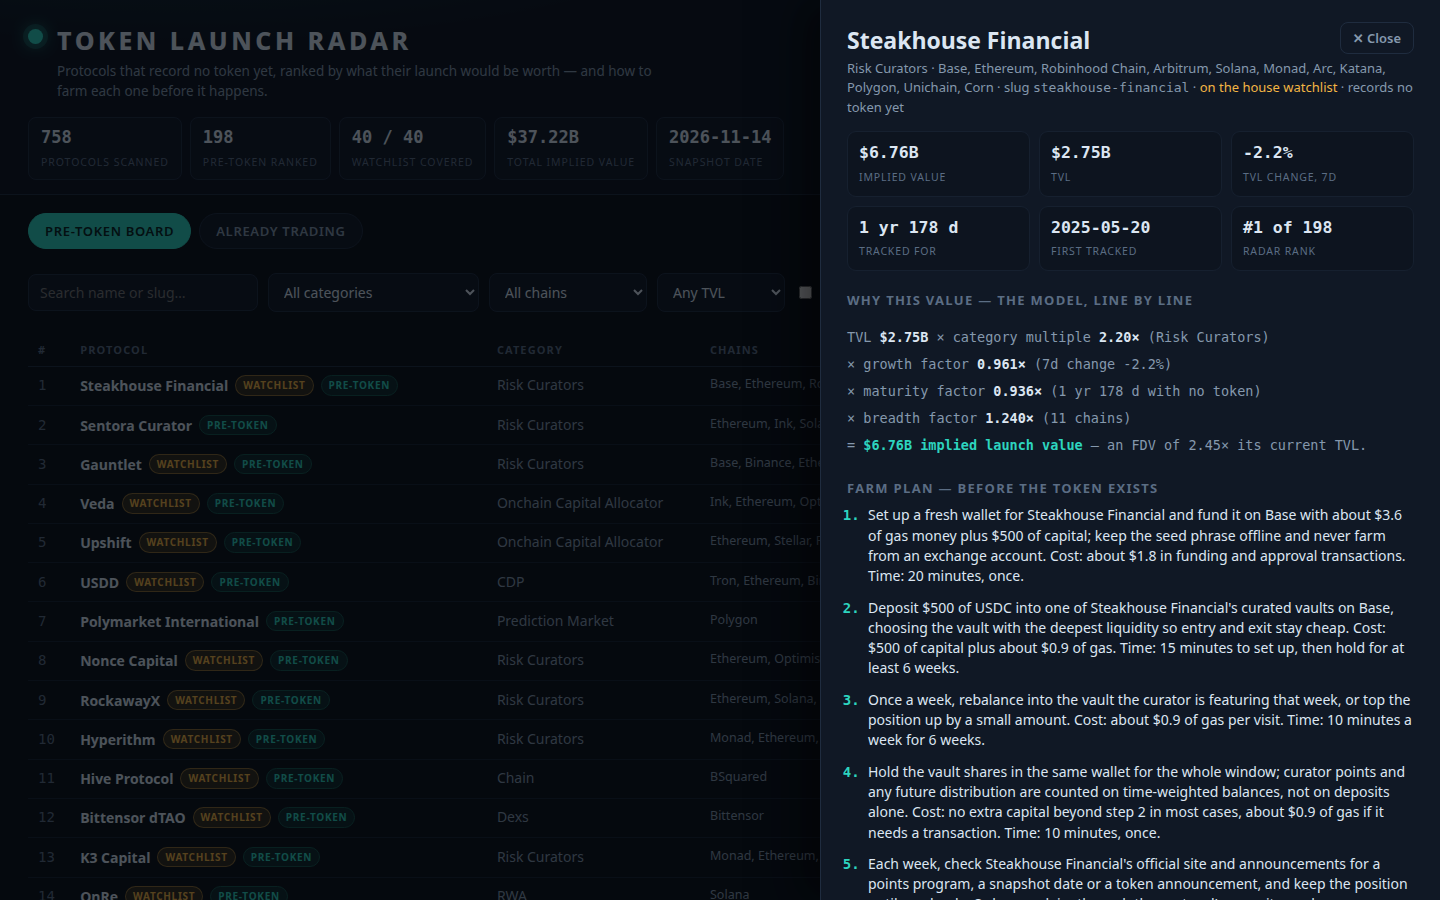 TOKEN LAUNCH RADAR
Protocols that record no token yet, ranked by what their launch would be worth — and how to
farm each one before it happens.
758
PROTOCOLS SCANNED
198
PRE-TOKEN RANKED
40 / 40
WATCHLIST COVERED
$37.22B
TOTAL IMPLIED VALUE
2026-11-14
SNAPSHOT DATE
PRE-TOKEN BOARD
ALREADY TRADING
Search name or slug...
All categories
All chains
Any TVL
# PROTOCOL CATEGORY CHAINS
1 Steakhouse Financial WATCHLIST PRE-TOKEN Risk Curators Base, Ethereum, Ro
2 Sentora Curator PRE-TOKEN Risk Curators Ethereum, Ink, Sola
3 Gauntlet WATCHLIST PRE-TOKEN Risk Curators Base, Binance, Ethe
4 Veda WATCHLIST PRE-TOKEN Onchain Capital Allocator Ink, Ethereum, Opt
5 Upshift WATCHLIST PRE-TOKEN Onchain Capital Allocator Ethereum, Stellar, F
6 USDD WATCHLIST PRE-TOKEN CDP Tron, Ethereum, Bi
7 Polymarket International PRE-TOKEN Prediction Market Polygon
8 Nonce Capital WATCHLIST PRE-TOKEN Risk Curators Ethereum, Optimis
9 RockawayX WATCHLIST PRE-TOKEN Risk Curators Ethereum, Solana,
10 Hyperithm WATCHLIST PRE-TOKEN Risk Curators Monad, Ethereum,
11 Hive Protocol WATCHLIST PRE-TOKEN Chain BSquared
12 Bittensor dTAO WATCHLIST PRE-TOKEN Dexs Bittensor
13 K3 Capital WATCHLIST PRE-TOKEN Risk Curators Monad, Ethereum,
14 OnRe WATCHLIST PRE-TOKEN RWA Solana
Steakhouse Financial
✕ Close
Risk Curators · Base, Ethereum, Robinhood Chain, Arbitrum, Solana, Monad, Arc, Katana,
Polygon, Unichain, Corn · slug steakhouse-financial · on the house watchlist · records no
token yet
$6.76B
IMPLIED VALUE
$2.75B
TVL
-2.2%
TVL CHANGE, 7D
1 yr 178 d
TRACKED FOR
2025-05-20
FIRST TRACKED
#1 of 198
RADAR RANK
WHY THIS VALUE — THE MODEL, LINE BY LINE
TVL $2.75B × category multiple 2.20× (Risk Curators)
× growth factor 0.961× (7d change -2.2%)
× maturity factor 0.936× (1 yr 178 d with no token)
× breadth factor 1.240× (11 chains)
= $6.76B implied launch value — an FDV of 2.45× its current TVL.
FARM PLAN — BEFORE THE TOKEN EXISTS
1. Set up a fresh wallet for Steakhouse Financial and fund it on Base with about $3.6
of gas money plus $500 of capital; keep the seed phrase offline and never farm
from an exchange account. Cost: about $1.8 in funding and approval transactions.
Time: 20 minutes, once.
2. Deposit $500 of USDC into one of Steakhouse Financial's curated vaults on Base,
choosing the vault with the deepest liquidity so entry and exit stay cheap. Cost:
$500 of capital plus about $0.9 of gas. Time: 15 minutes to set up, then hold for at
least 6 weeks.
3. Once a week, rebalance into the vault the curator is featuring that week, or top the
position up by a small amount. Cost: about $0.9 of gas per visit. Time: 10 minutes a
week for 6 weeks.
4. Hold the vault shares in the same wallet for the whole window; curator points and
any future distribution are counted on time-weighted balances, not on deposits
alone. Cost: no extra capital beyond step 2 in most cases, about $0.9 of gas if it
needs a transaction. Time: 10 minutes, once.
5. Each week, check Steakhouse Financial's official site and announcements for a
points program, a snapshot date or a token announcement, and keep the position